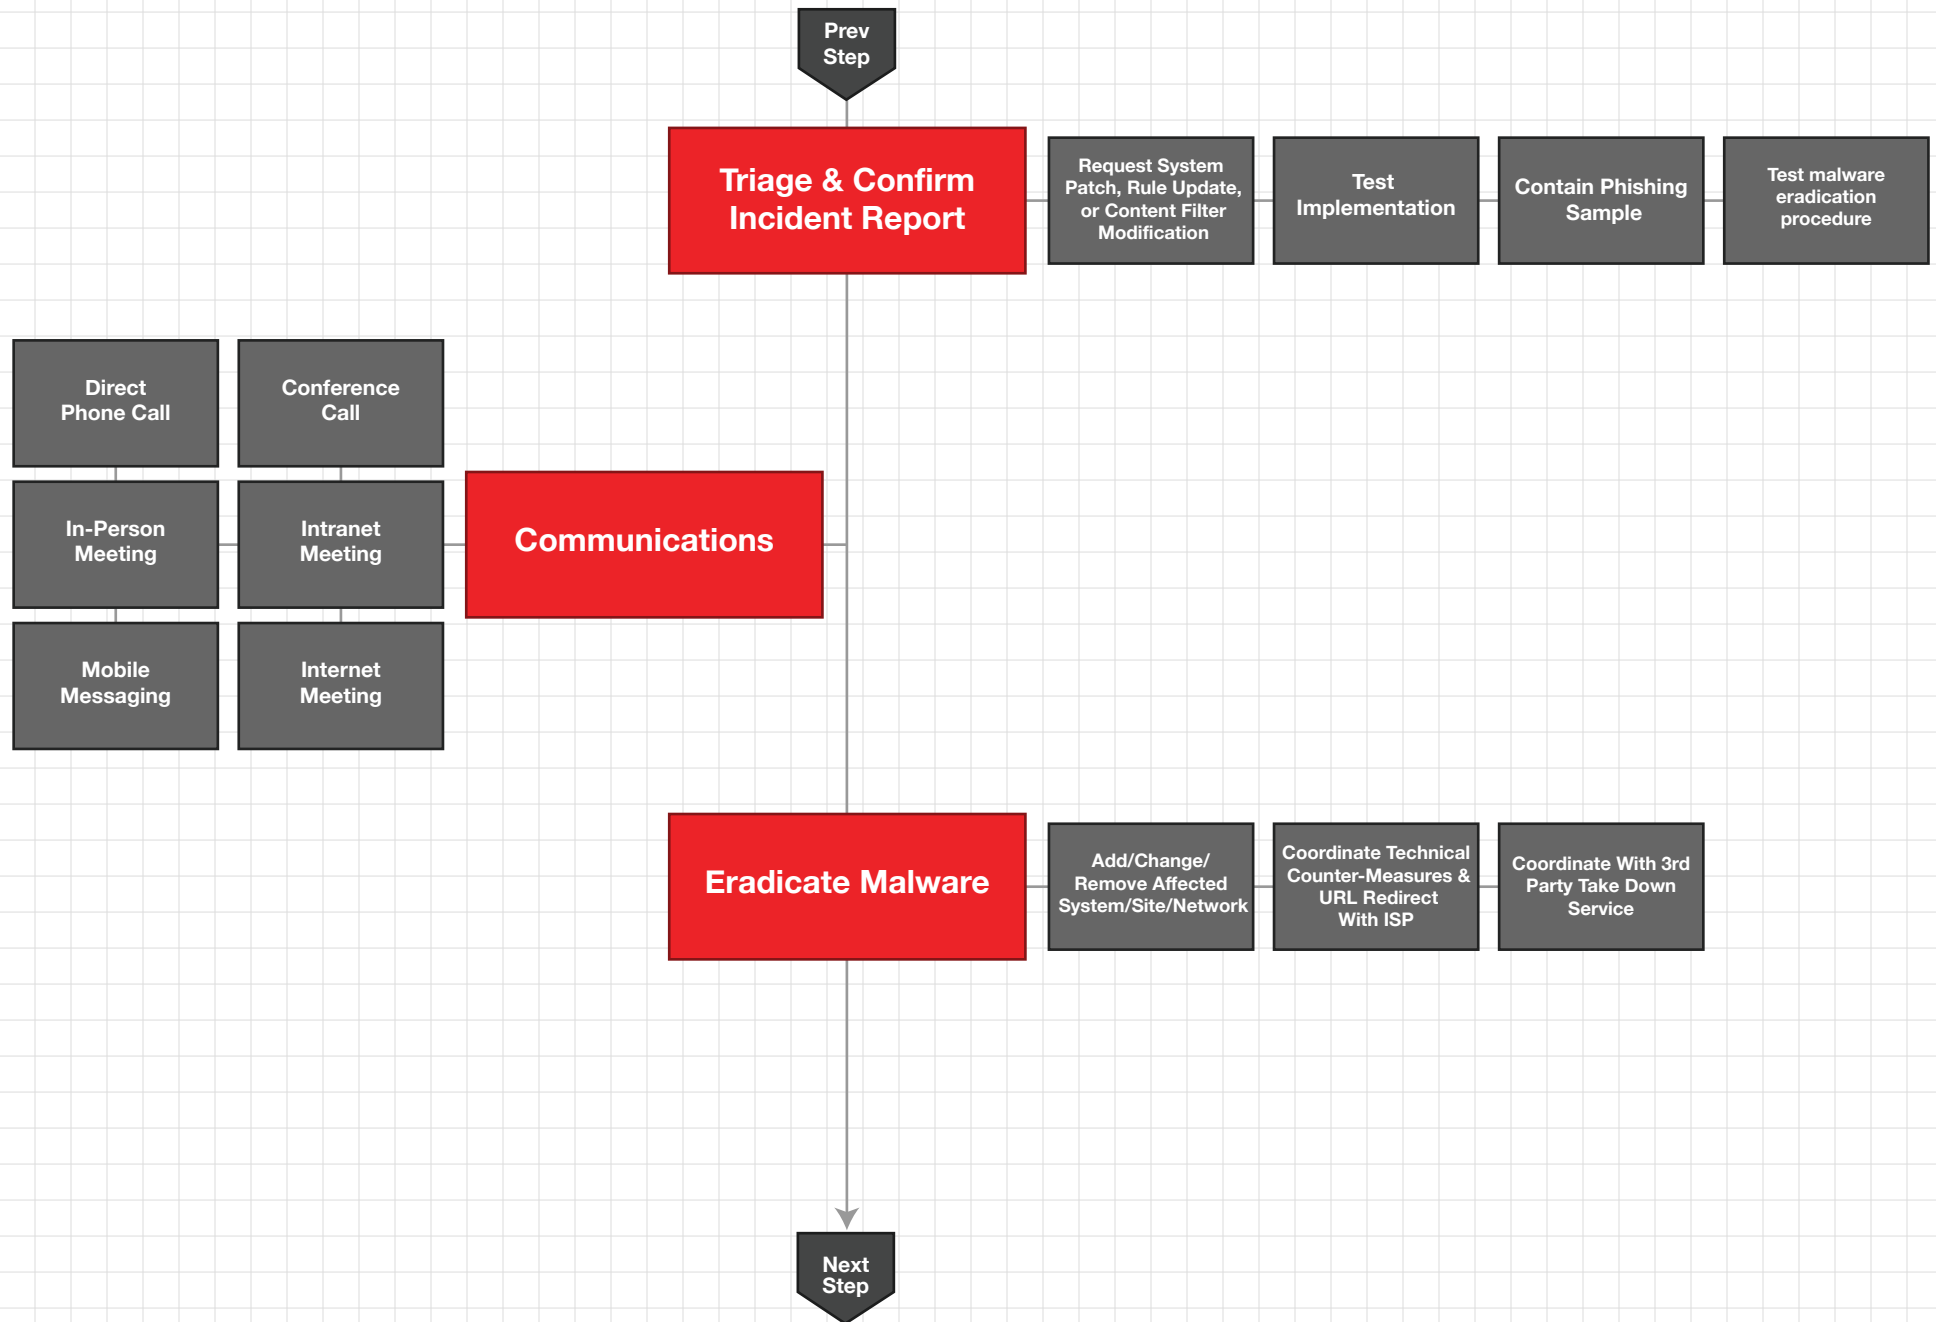 Prev
Step
Triage & Confirm
Incident Report
Request System
Patch, Rule Update,
or Content Filter
Modification
Test
Implementation
Contain Phishing
Sample
Test malware
eradication
procedure
Direct
Phone Call
Conference
Call
In-Person
Meeting
Intranet
Meeting
Communications
Mobile
Messaging
Internet
Meeting
Eradicate Malware
Add/Change/
Remove Affected
System/Site/Network
Coordinate Technical
Counter-Measures &
URL Redirect
With ISP
Coordinate With 3rd
Party Take Down
Service
Next
Step